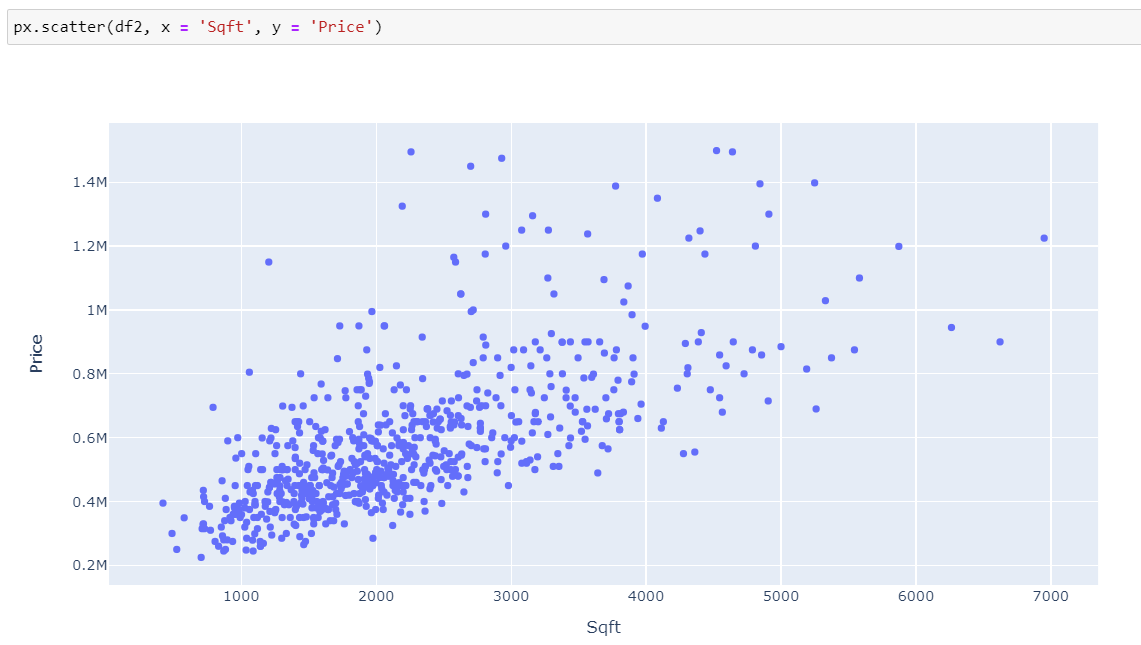 px.scatter(df2, x = 'Sqft', y = 'Price')
1.4M
1.2M
1M
0.8M
0.6M
0.4M
0.2M
Price
1000 2000 3000 4000 5000 6000 7000
Sqft